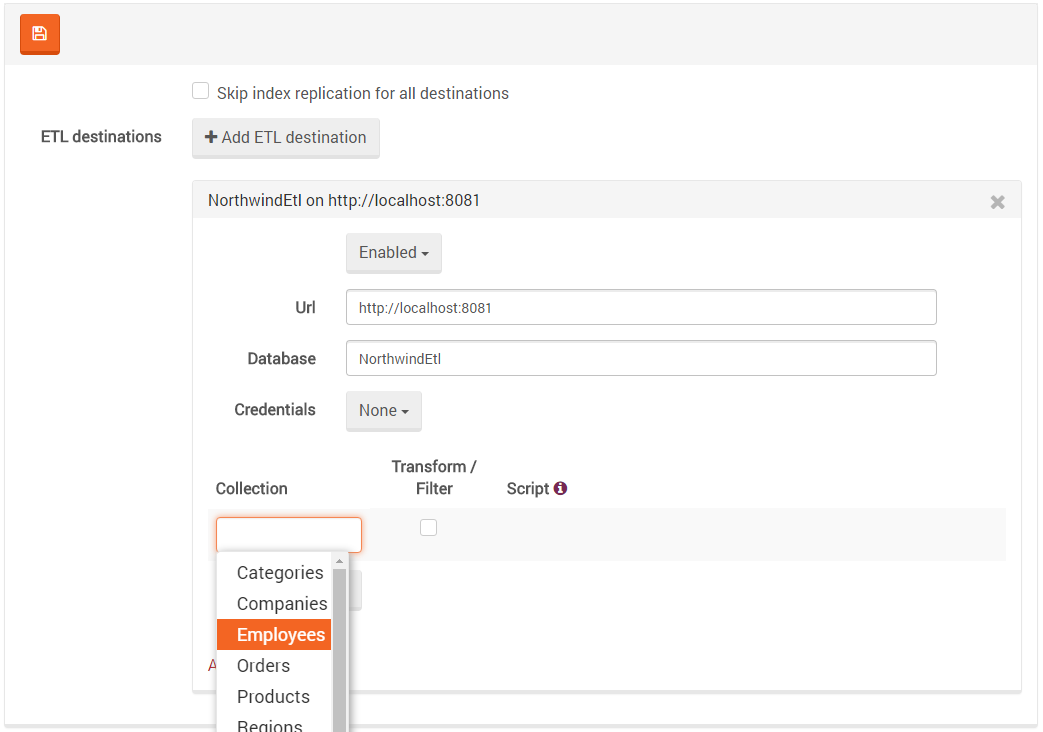 Skip index replication for all destinations
ETL destinations
Add ETL destination
NorthwindEtl on http://localhost:8081
Enabled
Url
http://localhost:8081
Database
NorthwindEtl
Credentials
None
Collection
Transform /
Filter
Script
Categories
Companies
Employees
Orders
Products
Regions